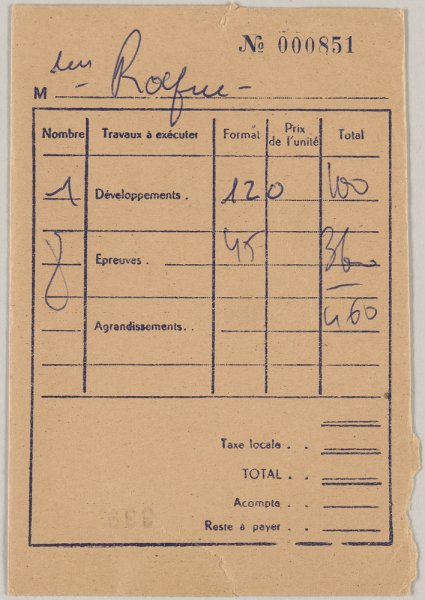 № 000851
M
Nombre Travaux à exécuter Format Prix de l'unité Total
1 Développements. 120 100
8 Epreuves. 45 360
460
Agrandissements..
Taxe locale..
TOTAL..
Acompte..
Reste à payer..